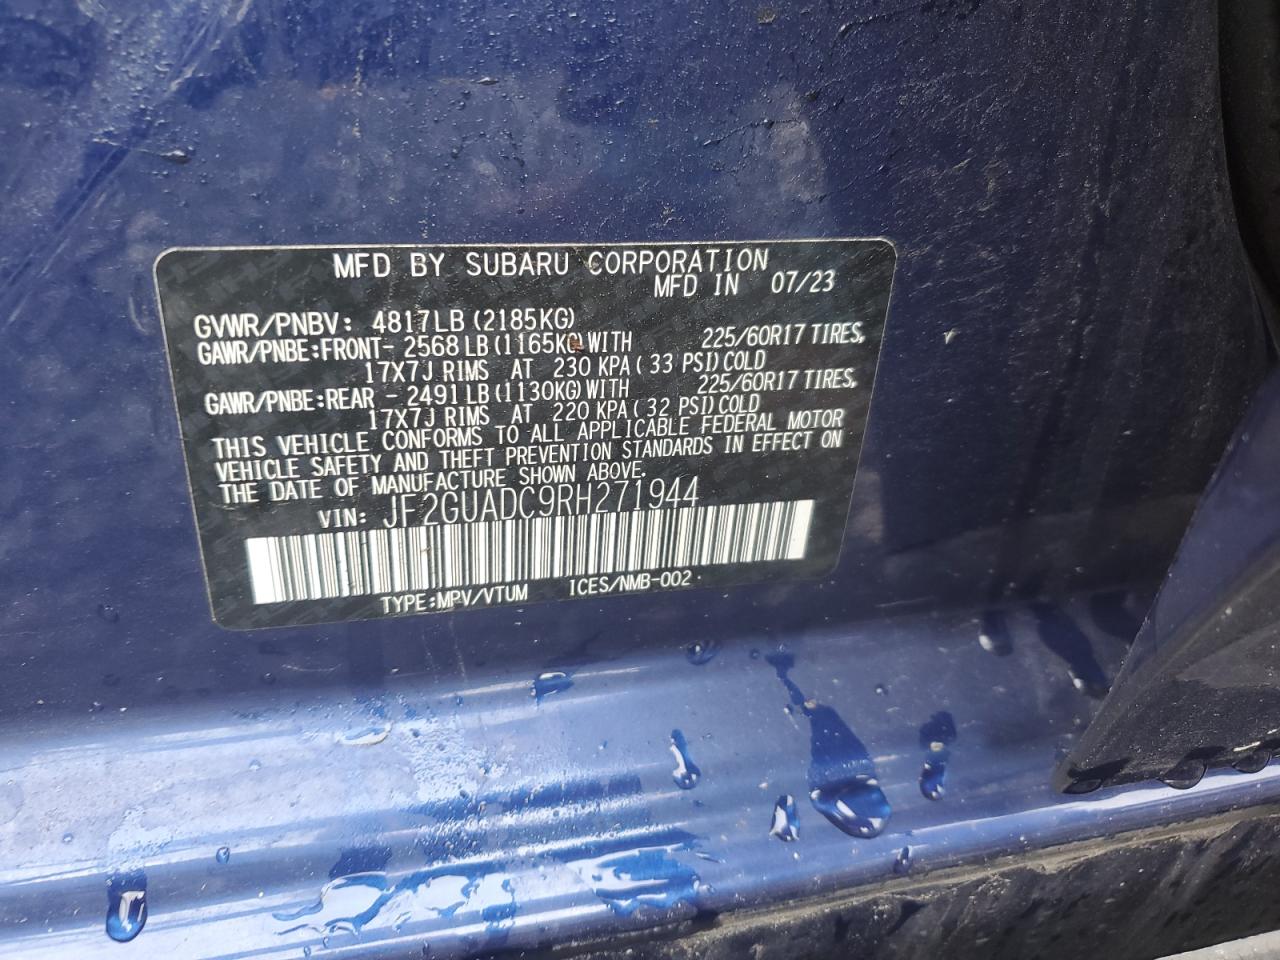 MFD BY SUBARU CORPORATION
MFD IN 07/23
GVWR/PNBV: 4817LB (2185KG)
GAWR/PNBE:FRONT- 2568 LB (1165KG) WITH 225/60R17 TIRES,
17X7J RIMS AT 230 KPA ( 33 PSI) COLD
GAWR/PNBE:REAR - 2491 LB (1130KG) WITH 225/60R17 TIRES,
17X7J RIMS AT 220 KPA ( 32 PSI) COLD
THIS VEHICLE CONFORMS TO ALL APPLICABLE FEDERAL MOTOR
VEHICLE SAFETY AND THEFT PREVENTION STANDARDS IN EFFECT ON
THE DATE OF MANUFACTURE SHOWN ABOVE.
VIN: JF2GUADC9RH271944
TYPE:MPV/VTUM ICES/NMB-002